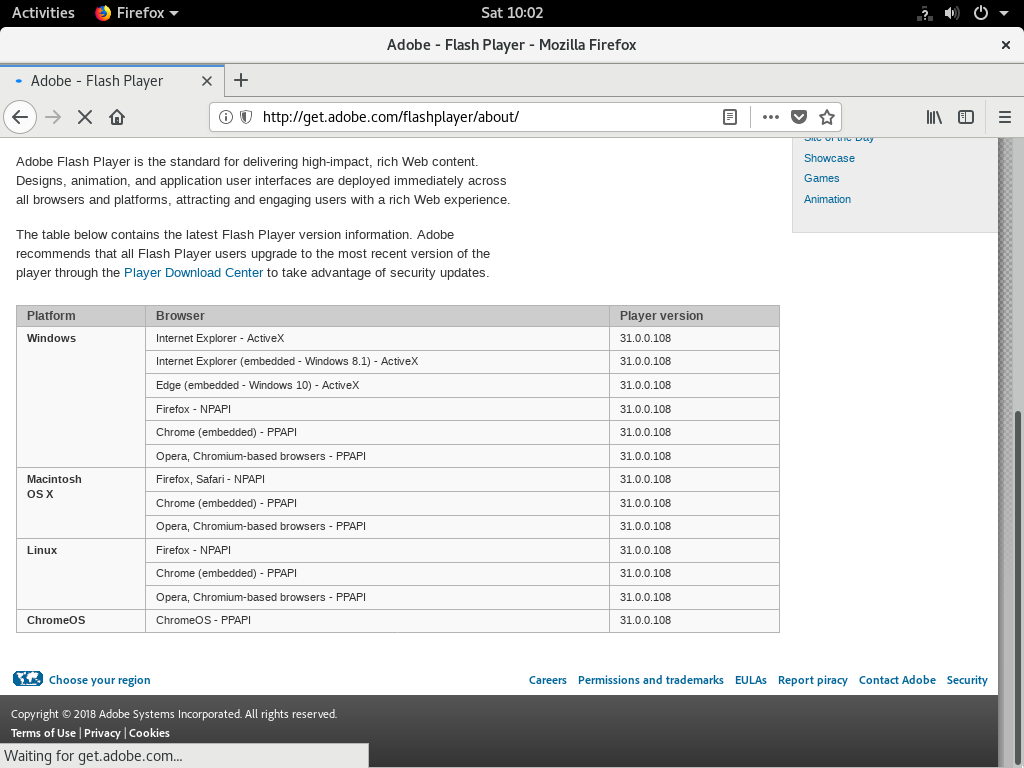 Activities Firefox Sat 10:02
Adobe - Flash Player - Mozilla Firefox
Adobe - Flash Player
http://get.adobe.com/flashplayer/about/
Site of the Day
Showcase
Games
Animation
Adobe Flash Player is the standard for delivering high-impact, rich Web content.
Designs, animation, and application user interfaces are deployed immediately across
all browsers and platforms, attracting and engaging users with a rich Web experience.
The table below contains the latest Flash Player version information. Adobe
recommends that all Flash Player users upgrade to the most recent version of the
player through the Player Download Center to take advantage of security updates.
Platform Browser Player version
Windows Internet Explorer - ActiveX 31.0.0.108
Internet Explorer (embedded - Windows 8.1) - ActiveX 31.0.0.108
Edge (embedded - Windows 10) - ActiveX 31.0.0.108
Firefox - NPAPI 31.0.0.108
Chrome (embedded) - PPAPI 31.0.0.108
Opera, Chromium-based browsers - PPAPI 31.0.0.108
Macintosh Firefox, Safari - NPAPI 31.0.0.108
OS X
Chrome (embedded) - PPAPI 31.0.0.108
Opera, Chromium-based browsers - PPAPI 31.0.0.108
Linux Firefox - NPAPI 31.0.0.108
Chrome (embedded) - PPAPI 31.0.0.108
Opera, Chromium-based browsers - PPAPI 31.0.0.108
ChromeOS ChromeOS - PPAPI 31.0.0.108
Choose your region Careers Permissions and trademarks EULAs Report piracy Contact Adobe Security
Copyright © 2018 Adobe Systems Incorporated. All rights reserved.
Terms of Use | Privacy | Cookies
Waiting for get.adobe.com...